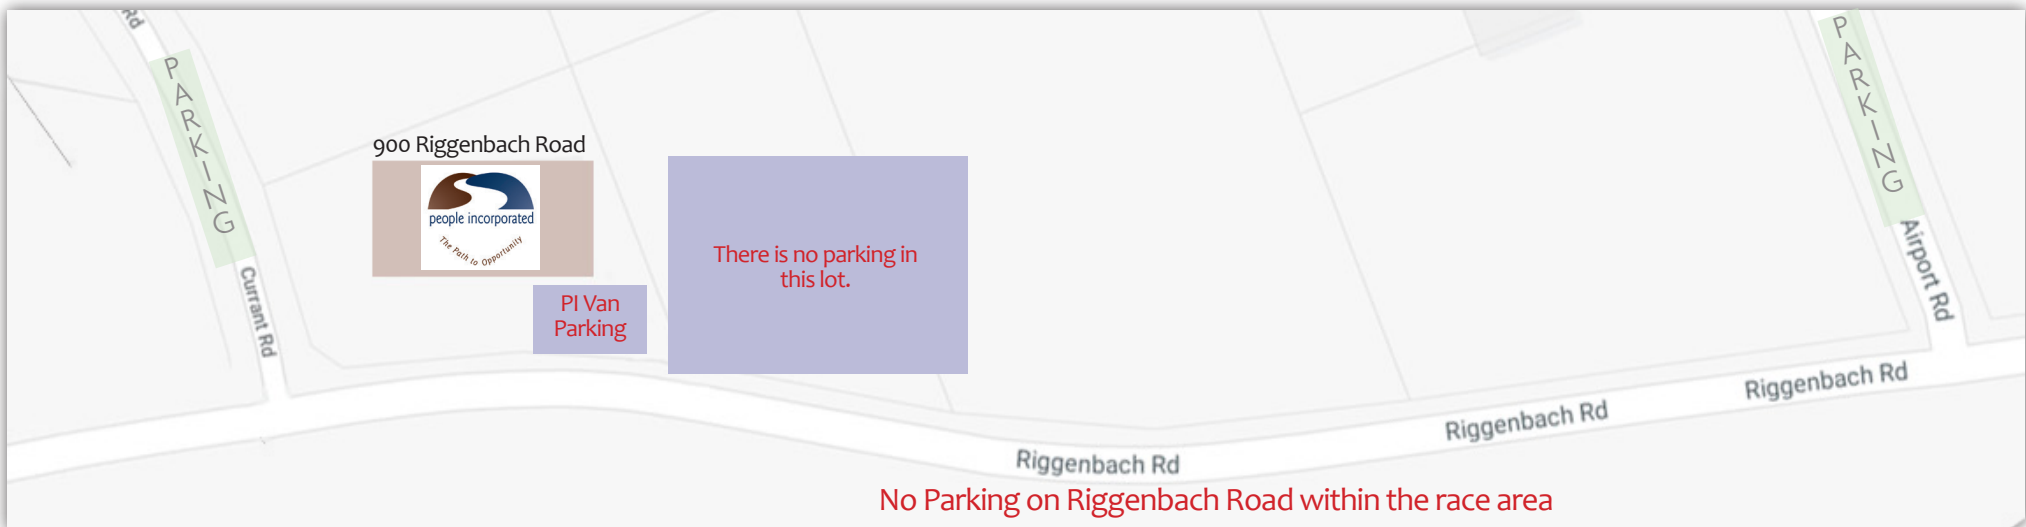 Rd
PARKING
Currant Rd
900 Riggenbach Road
people incorporated
The Path to Opportunity
PI Van
Parking
There is no parking in
this lot.
PARKING
Airport Rd
Riggenbach Rd
Riggenbach Rd
Riggenbach Rd
No Parking on Riggenbach Road within the race area